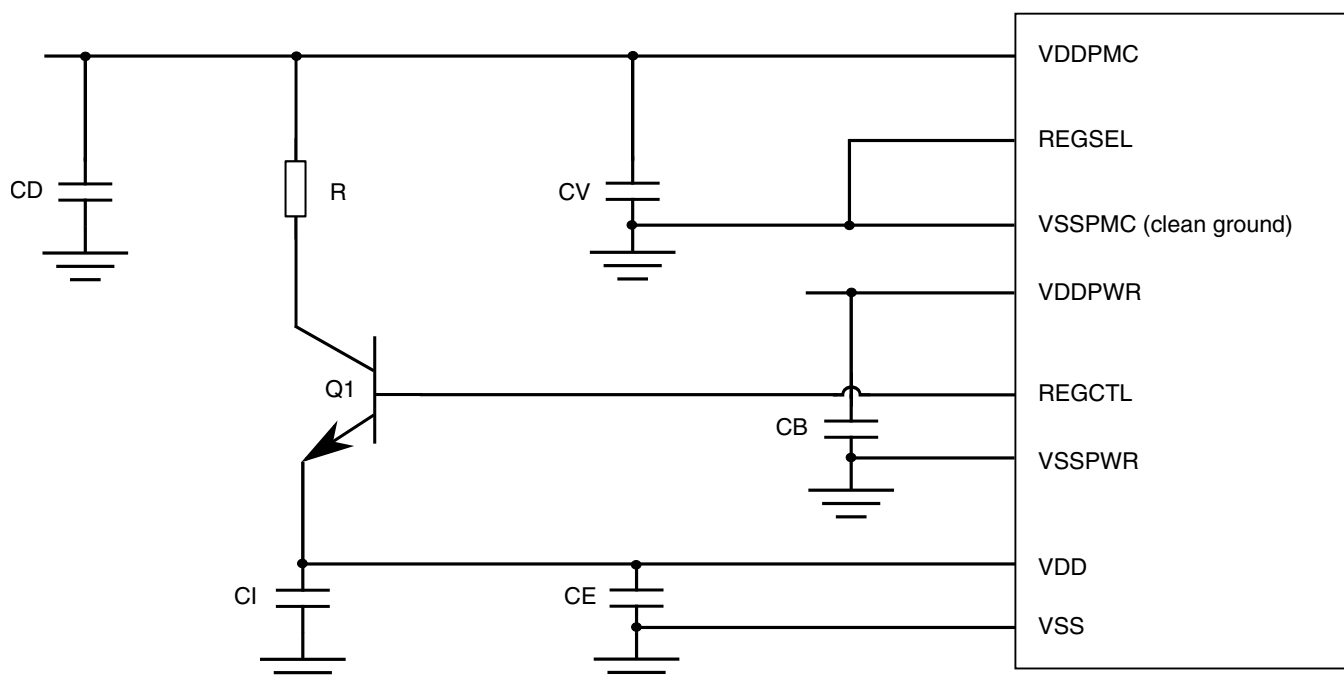 VDDPMC
REGSEL
CD
R
CV
VSSPMC (clean ground)
VDDPWR
Q1
REGCTL
CB
VSSPWR
VDD
CI
CE
VSS